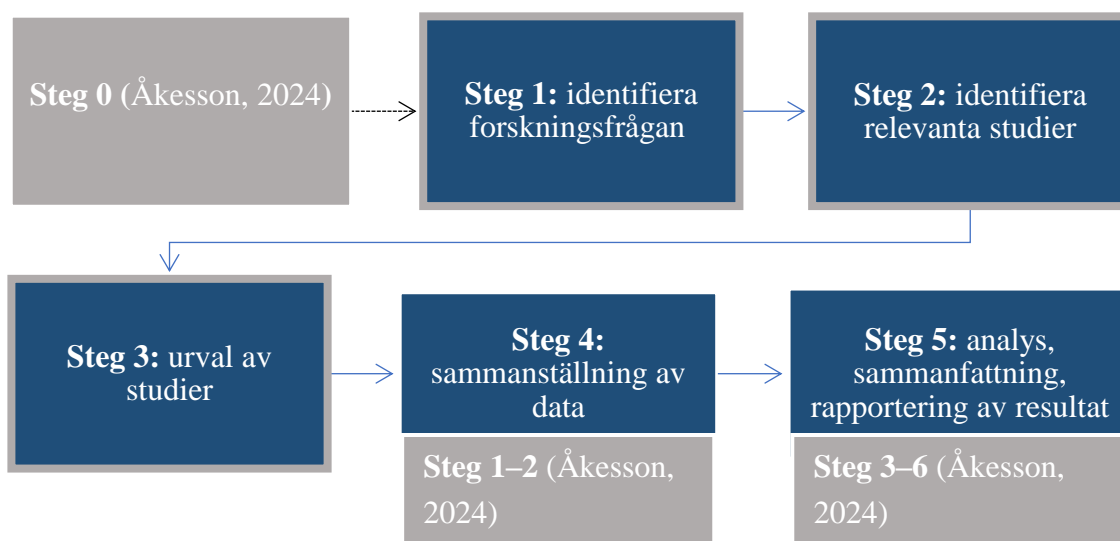 Steg 0 (Åkesson, 2024)
Steg 1: identifiera
forskningsfrågan
Steg 2: identifiera
relevanta studier
Steg 3: urval av
studier
Steg 4:
sammanställning av
data
Steg 1–2 (Åkesson,
2024)
Steg 5: analys,
sammanfattning,
rapportering av resultat
Steg 3–6 (Åkesson,
2024)